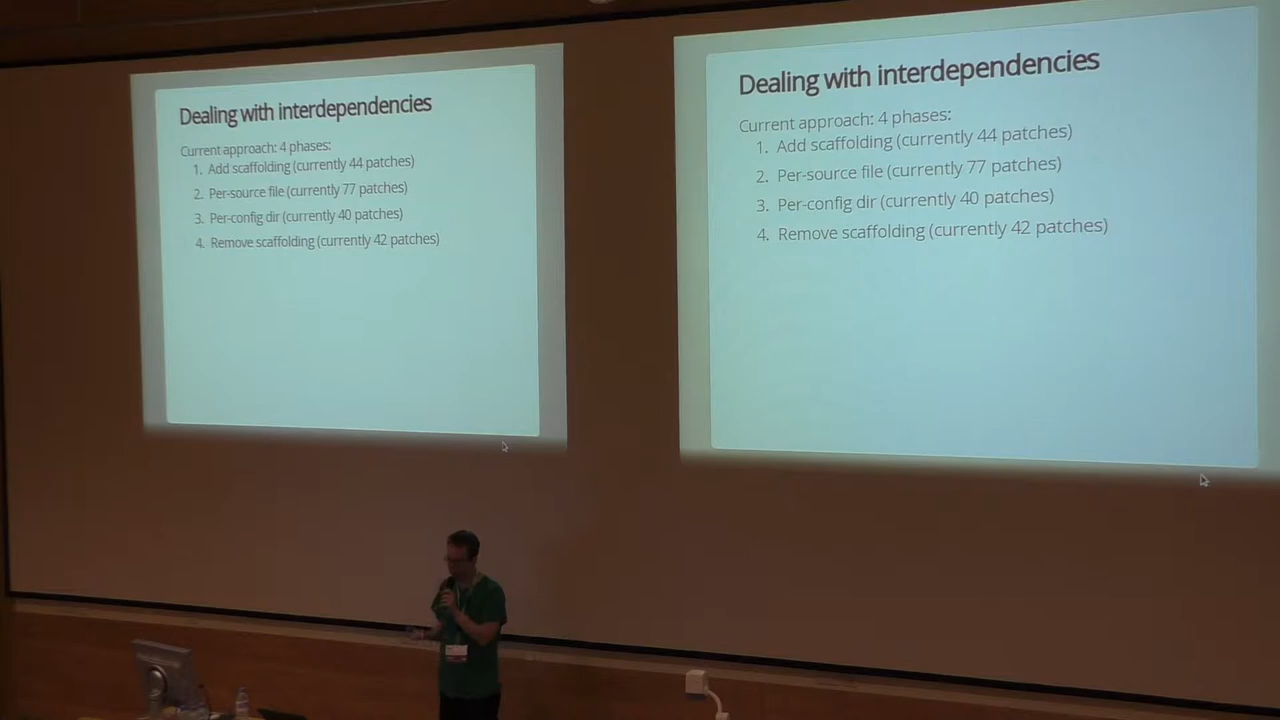 Dealing with interdependencies
Current approach: 4 phases:
1. Add scaffolding (currently 44 patches)
2. Per-source file (currently 77 patches)
3. Per-config dir (currently 40 patches)
4. Remove scaffolding (currently 42 patches)
Dealing with interdependencies
Current approach: 4 phases:
1. Add scaffolding (currently 44 patches)
2. Per-source file (currently 77 patches)
3. Per-config dir (currently 40 patches)
4. Remove scaffolding (currently 42 patches)